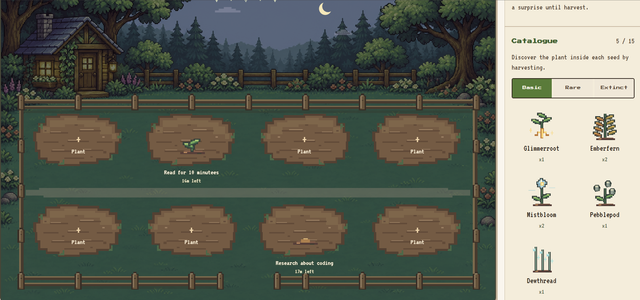 a surprise until harvest.
Catalogue
5 / 15
Discover the plant inside each seed by
harvesting.
Basic
Rare
Extinct
Glimmerroot
x1
Emberfern
x2
Mistbloom
x2
Pebblepod
x1
Dewthread
x1
+
Plant
+
Plant
+
Plant
Read for 10 minutees
16m left
+
Plant
+
Plant
+
Plant
Research about coding
17m left